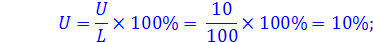 U = U/L × 100% = 10/100 × 100% = 10%;